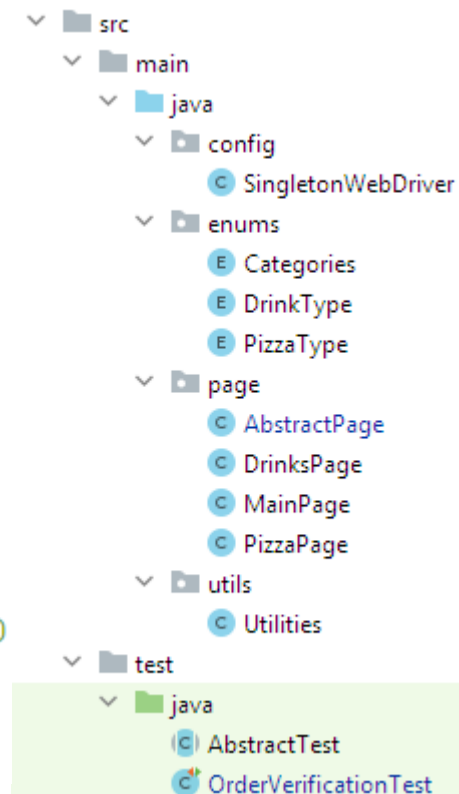 src
main
java
config
C SingletonWebDriver
enums
E Categories
E DrinkType
E PizzaType
page
C AbstractPage
C DrinksPage
C MainPage
C PizzaPage
utils
C Utilities
test
java
C AbstractTest
C OrderVerificationTest